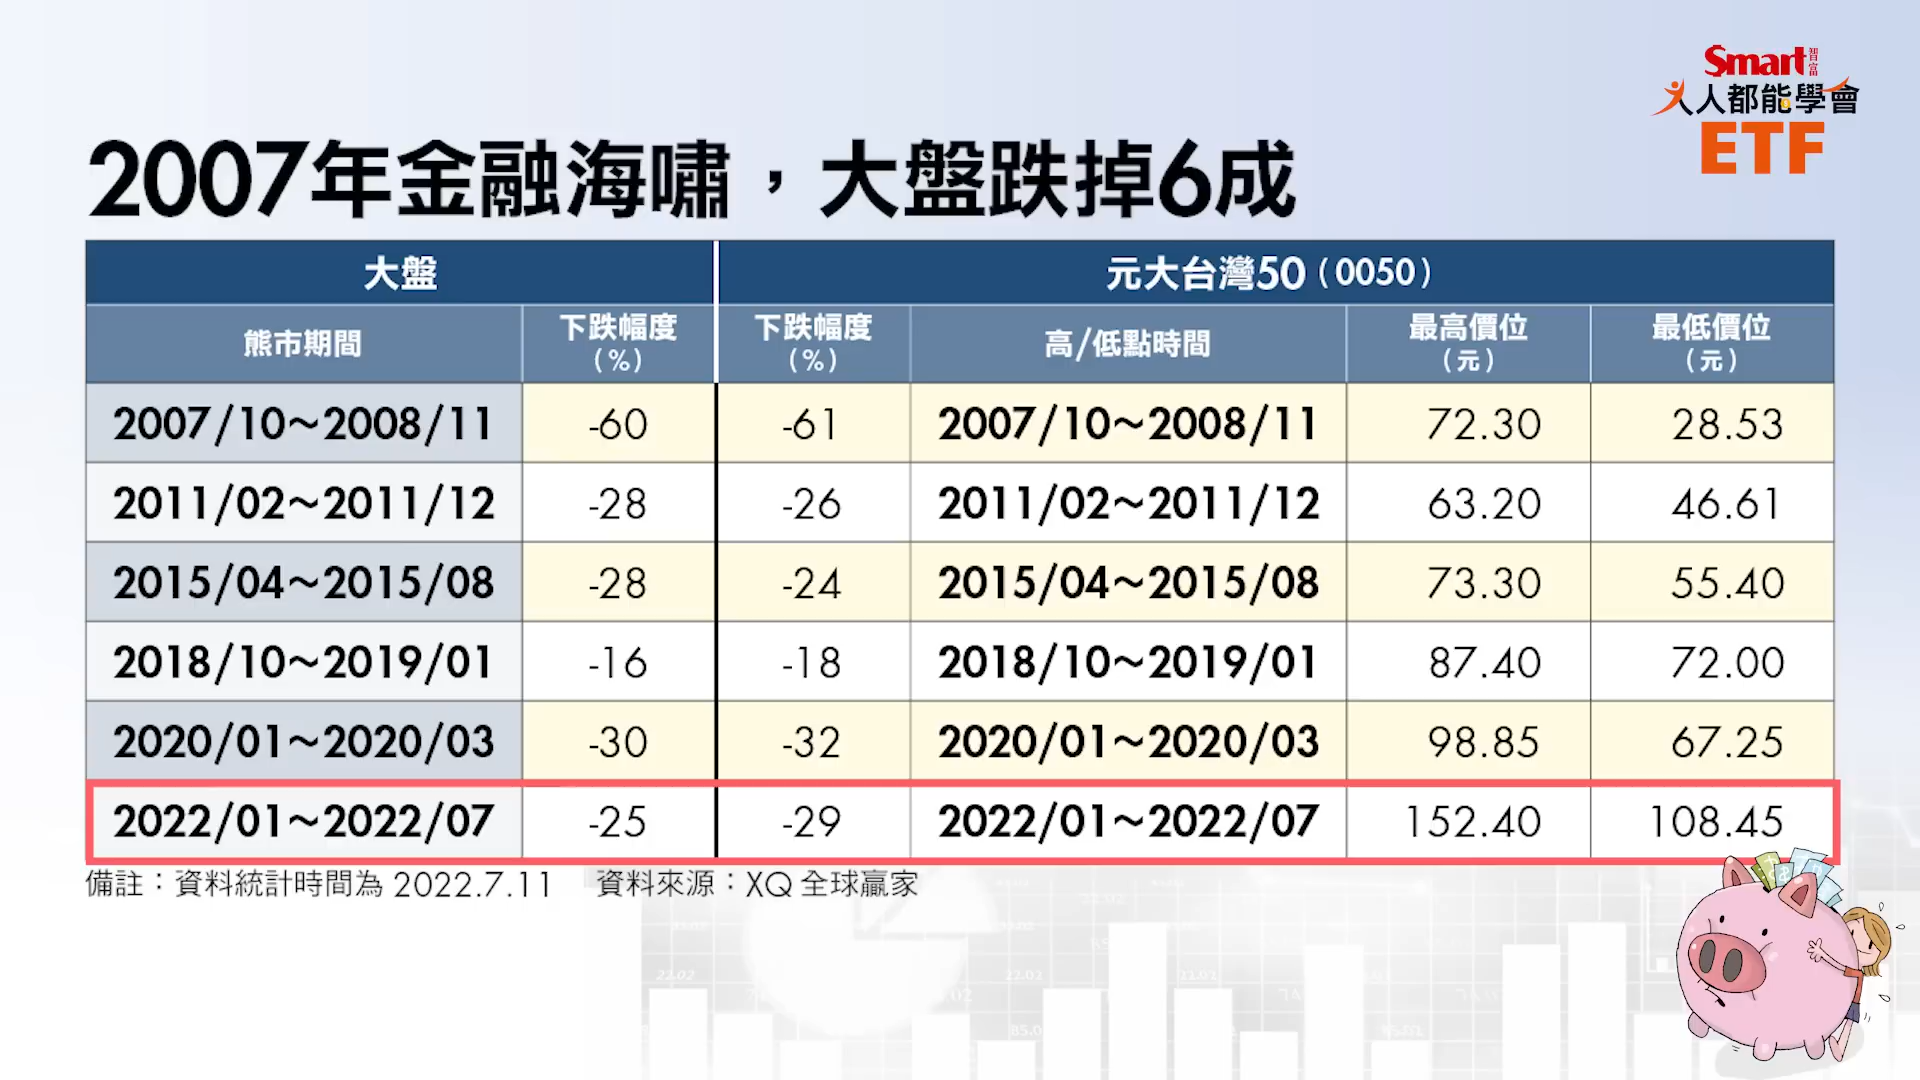 Smart智富
人人都能學會
ETF
2007年金融海嘯，大盤跌掉6成
大盤 元大台灣50（0050）
熊市期間 下跌幅度（%） 下跌幅度（%） 高/低點時間 最高價位（元） 最低價位（元）
2007/10～2008/11 -60 -61 2007/10～2008/11 72.30 28.53
2011/02～2011/12 -28 -26 2011/02～2011/12 63.20 46.61
2015/04～2015/08 -28 -24 2015/04～2015/08 73.30 55.40
2018/10～2019/01 -16 -18 2018/10～2019/01 87.40 72.00
2020/01～2020/03 -30 -32 2020/01～2020/03 98.85 67.25
2022/01～2022/07 -25 -29 2022/01～2022/07 152.40 108.45
備註：資料統計時間為 2022.7.11 資料來源：XQ 全球贏家